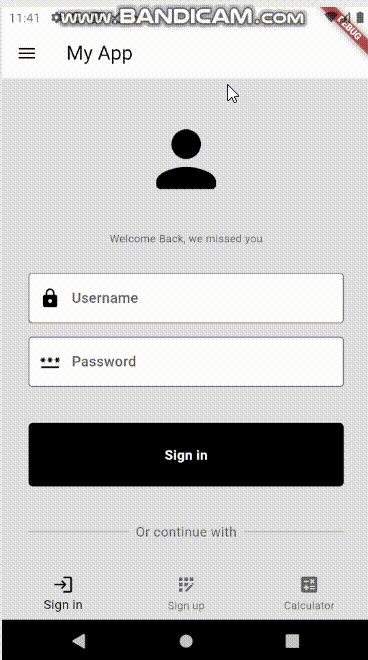 11:41
www.BANDICAM.com
DEBUG
My App
Welcome Back, we missed you
Username
Password
Sign in
Or continue with
Sign in
Sign up
Calculator